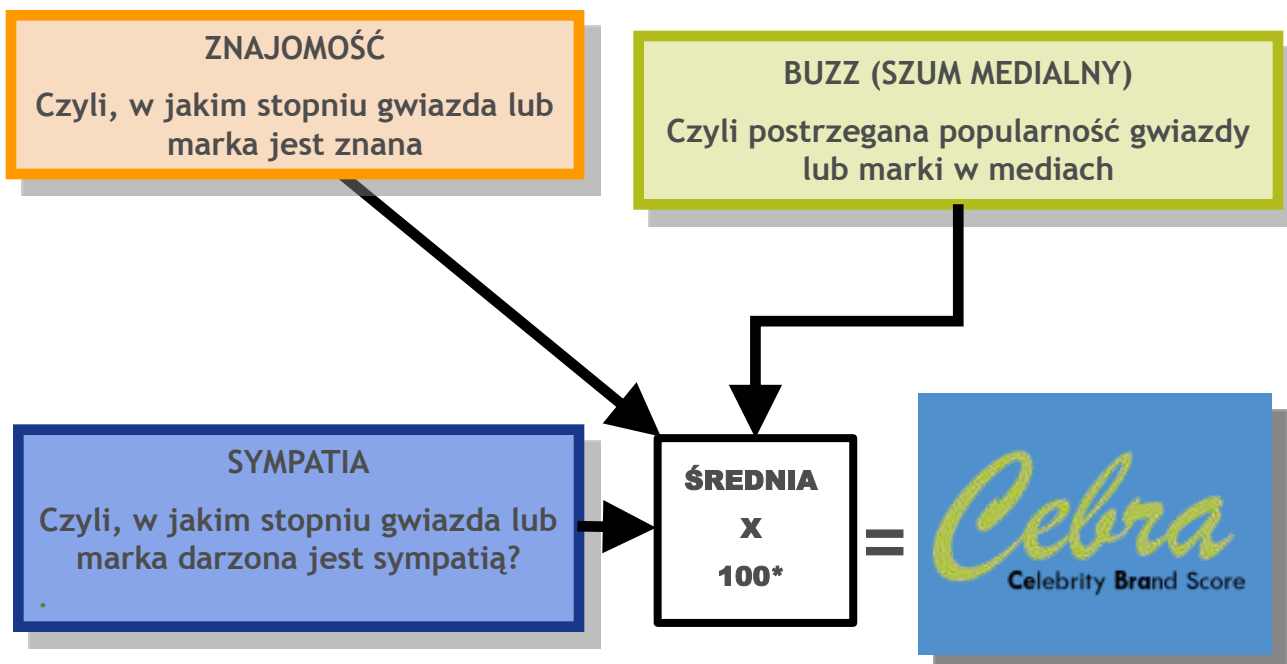 ZNAJOMOŚĆ
Czyli, w jakim stopniu gwiazda lub
marka jest znana
BUZZ (SZUM MEDIALNY)
Czyli postrzegana popularność gwiazdy
lub marki w mediach
SYMPATIA
Czyli, w jakim stopniu gwiazda lub
marka darzona jest sympatią?
.
ŚREDNIA
X
100*
=
Cebra
Celebrity Brand Score